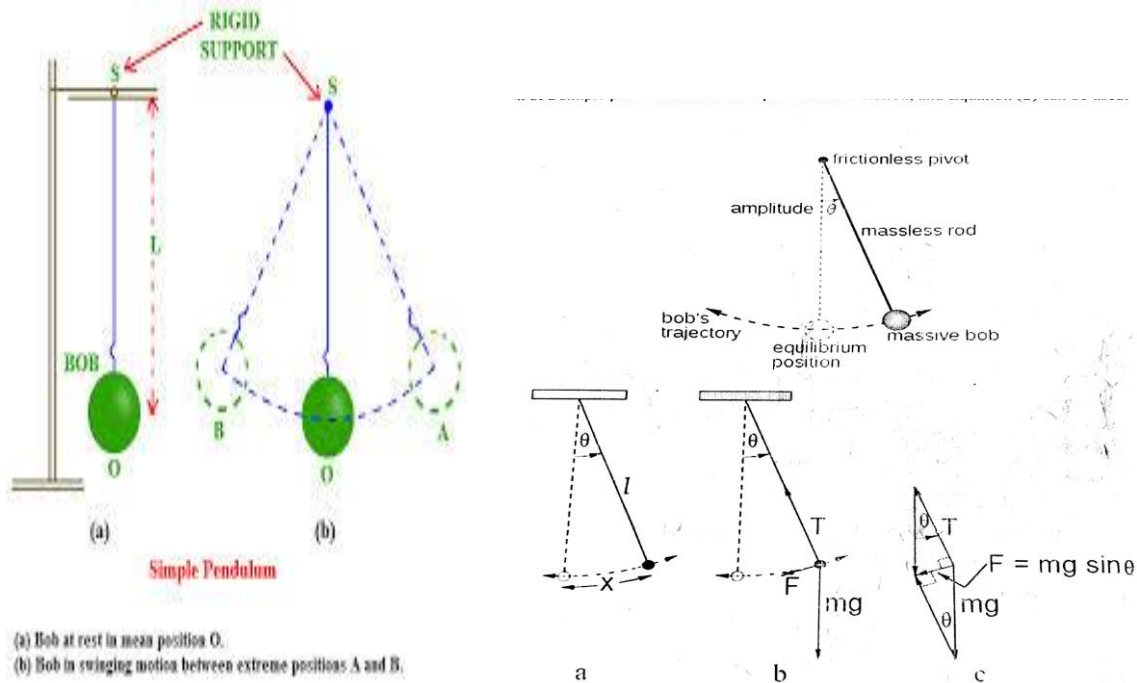 RIGID
SUPPORT
S
S
L
BOB
O
B
O
A
(a)
(b)
Simple Pendulum
(a) Bob at rest in mean position O.
(b) Bob in swinging motion between extreme positions A and B.
frictionless pivot
amplitude
θ
massless rod
bob's
trajectory
equilibrium
position
massive bob
θ
l
x
a
θ
T
F
mg
b
θ
T
F = mg sinθ
mg
θ
c